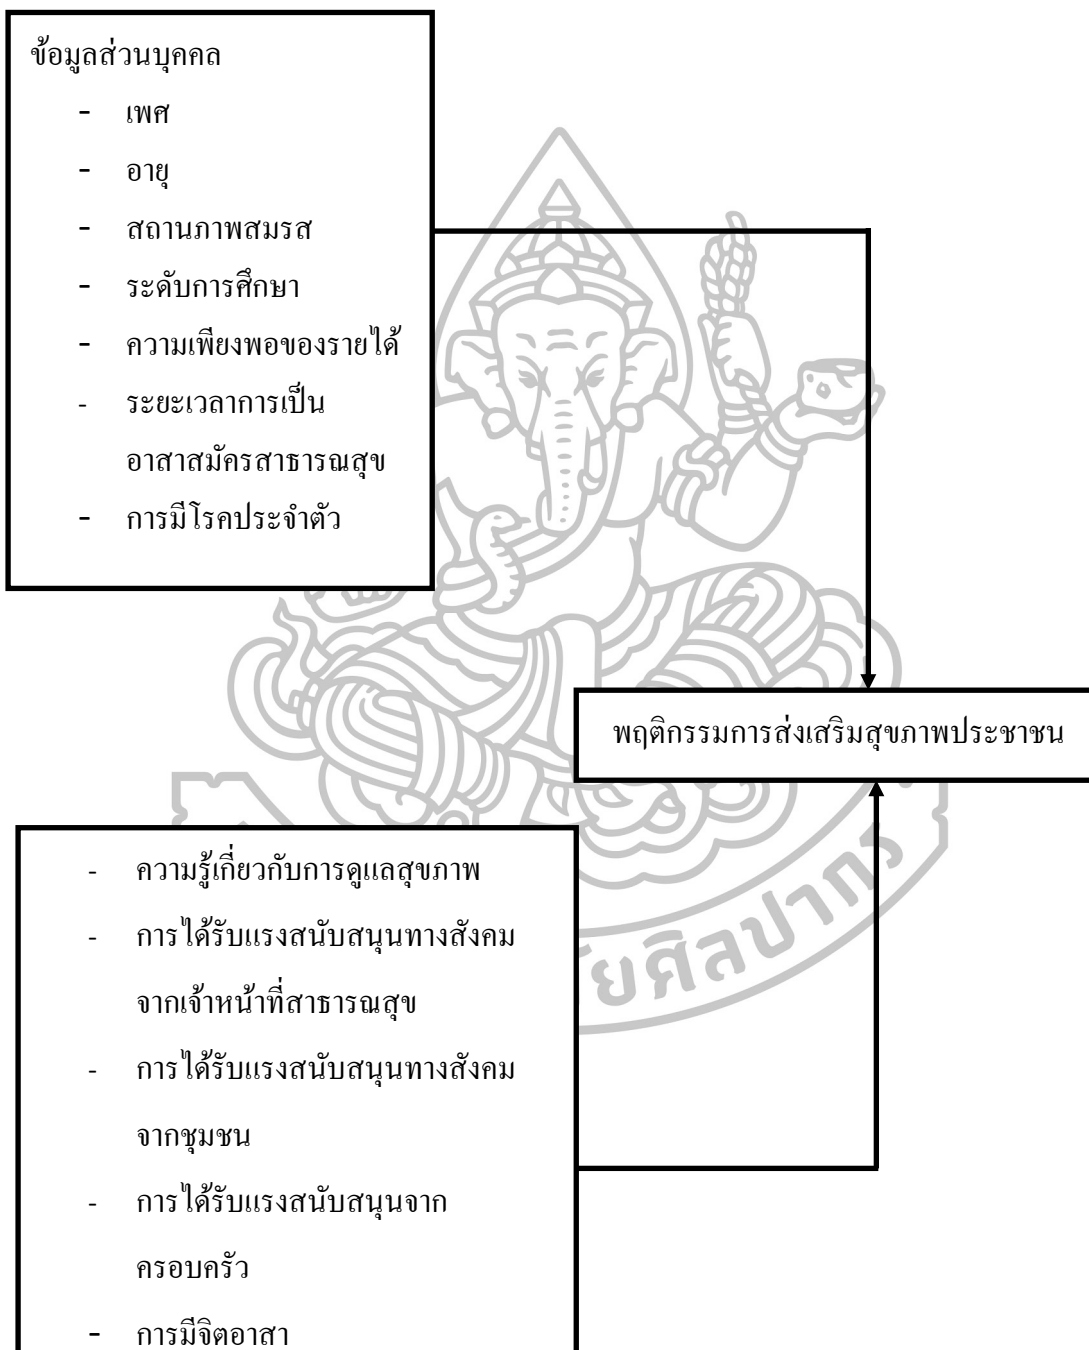 ข้อมูลส่วนบุคคล
- เพศ
- อายุ
- สถานภาพสมรส
- ระดับการศึกษา
- ความเพียงพอของรายได้
- ระยะเวลาการเป็น
อาสาสมัครสาธารณสุข
- การมีโรคประจำตัว
พฤติกรรมการส่งเสริมสุขภาพประชาชน
- ความรู้เกี่ยวกับการดูแลสุขภาพ
- การได้รับแรงสนับสนุนทางสังคม
จากเจ้าหน้าที่สาธารณสุข
- การได้รับแรงสนับสนุนทางสังคม
จากชุมชน
- การได้รับแรงสนับสนุนจาก
ครอบครัว
- การมีจิตอาสา
ยศิลปากร